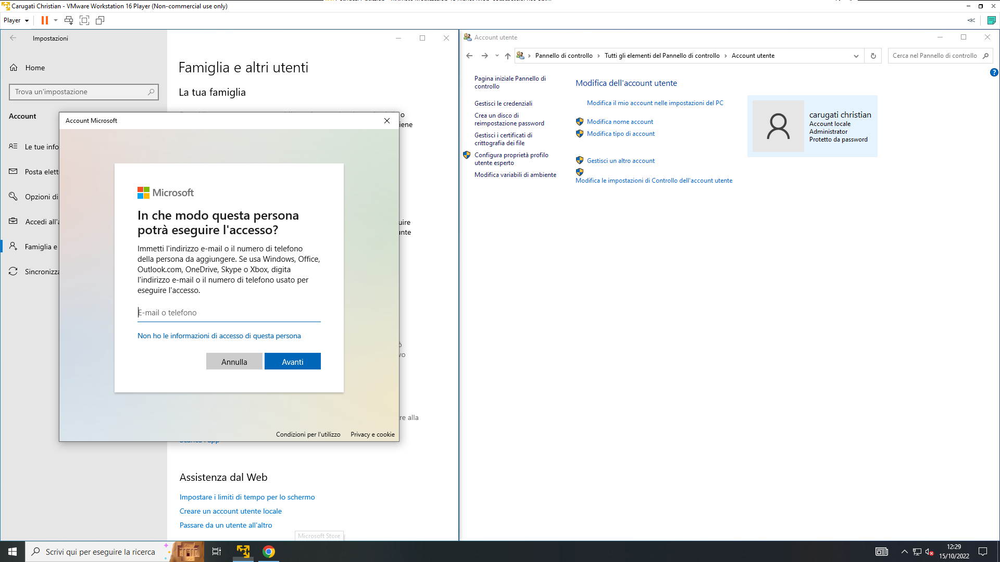 Carugati Christian - VMware Workstation 16 Player (Non-commercial use only)
Player
Impostazioni
Home
Trova un'impostazione
Account
Le tue info
Posta elett
Opzioni di
Accedi all'a
Famiglia e
Sincronizza
Famiglia e altri utenti
La tua famiglia
o
iene
uire
unte
vo
re alla
Account Microsoft
Microsoft
In che modo questa persona
potrà eseguire l'accesso?
Immetti l'indirizzo e-mail o il numero di telefono
della persona da aggiungere. Se usa Windows, Office,
Outlook.com, OneDrive, Skype o Xbox, digita
l'indirizzo e-mail o il numero di telefono usato per
eseguire l'accesso.
E-mail o telefono
Non ho le informazioni di accesso di questa persona
Annulla
Avanti
Condizioni per l'utilizzo
Privacy e cookie
Assistenza dal Web
Impostare i limiti di tempo per lo schermo
Creare un account utente locale
Passare da un utente all'altro
Microsoft Store
Account utente
Pannello di controllo
Tutti gli elementi del Pannello di controllo
Account utente
Cerca nel Pannello di controllo
Pagina iniziale Pannello di
controllo
Gestisci le credenziali
Crea un disco di
reimpostazione password
Gestisci i certificati di
crittografia dei file
Configura proprietà profilo
utente esperto
Modifica variabili di ambiente
Modifica dell'account utente
Modifica il mio account nelle impostazioni del PC
Modifica nome account
Modifica tipo di account
Gestisci un altro account
Modifica le impostazioni di Controllo dell'account utente
carugati christian
Account locale
Administrator
Protetto da password
Scrivi qui per eseguire la ricerca
12:29
15/10/2022